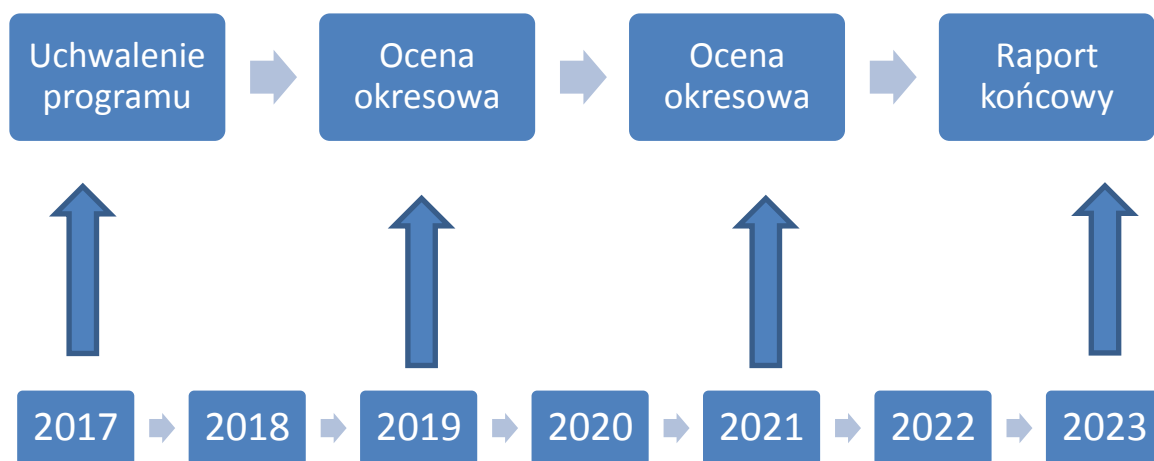 Uchwalenie
programu
Ocena
okresowa
Ocena
okresowa
Raport
końcowy
2017
2018
2019
2020
2021
2022
2023